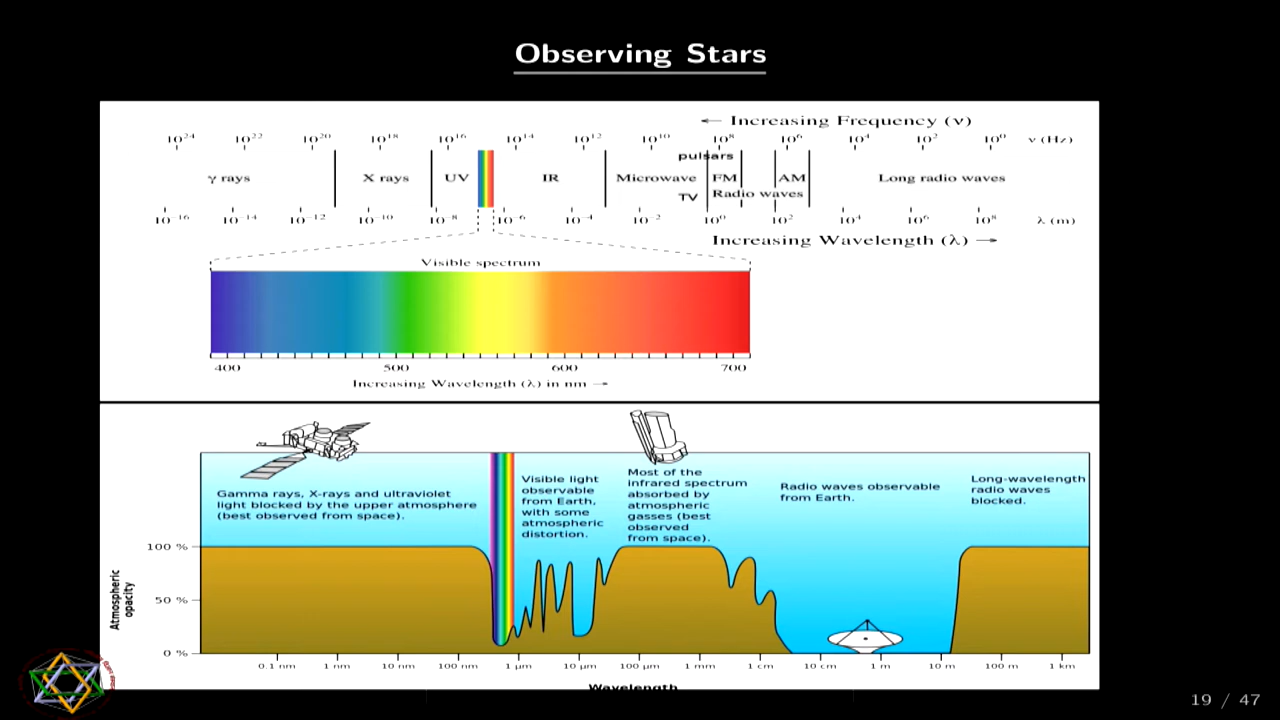 Observing Stars
← Increasing Frequency (ν)
10²⁴ 10²² 10²⁰ 10¹⁸ 10¹⁶ 10¹⁴ 10¹² 10¹⁰ 10⁸ 10⁶ 10⁴ 10² 10⁰ ν (Hz)
pulsars
γ rays X rays UV IR Microwave FM AM Long radio waves
TV Radio waves
10⁻¹⁶ 10⁻¹⁴ 10⁻¹² 10⁻¹⁰ 10⁻⁸ 10⁻⁶ 10⁻⁴ 10⁻² 10⁰ 10² 10⁴ 10⁶ 10⁸ λ (m)
Increasing Wavelength (λ) →
Visible spectrum
400 500 600 700
Increasing Wavelength (λ) in nm →
Gamma rays, X-rays and ultraviolet
light blocked by the upper atmosphere
(best observed from space).
Visible light
observable
from Earth,
with some
atmospheric
distortion.
Most of the
infrared spectrum
absorbed by
atmospheric
gasses (best
observed
from space).
Radio waves observable
from Earth.
Long-wavelength
radio waves
blocked.
Atmospheric
opacity
100 %
50 %
0 %
0.1 nm 1 nm 10 nm 100 nm 1 μm 10 μm 100 μm 1 mm 1 cm 10 cm 1 m 10 m 100 m 1 km
Wavelength
19 / 47